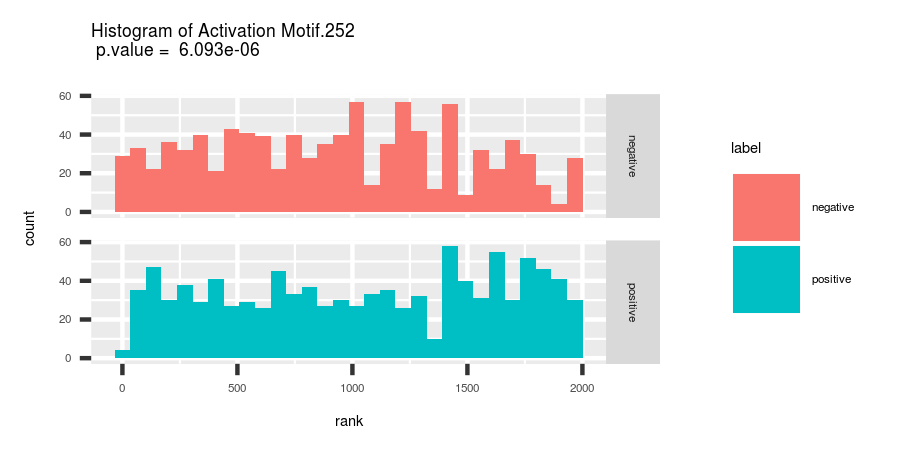 Histogram of Activation Motif.252
p.value = 6.093e-06
count
60
40
20
0
negative
60
40
20
0
positive
0 500 1000 1500 2000
rank
label
negative
positive